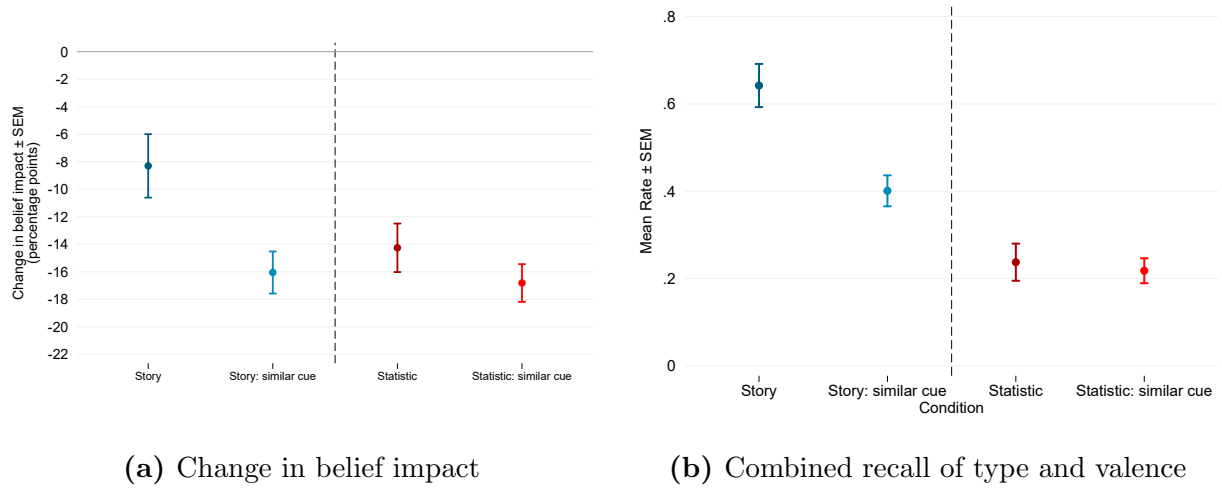 Change in belief impact ± SEM
(percentage points)
0
-2
-4
-6
-8
-10
-12
-14
-16
-18
-20
-22
Story
Story: similar cue
Statistic
Statistic: similar cue
(a) Change in belief impact
Mean Rate ± SEM
.8
.6
.4
.2
0
Story
Story: similar cue
Statistic
Statistic: similar cue
Condition
(b) Combined recall of type and valence